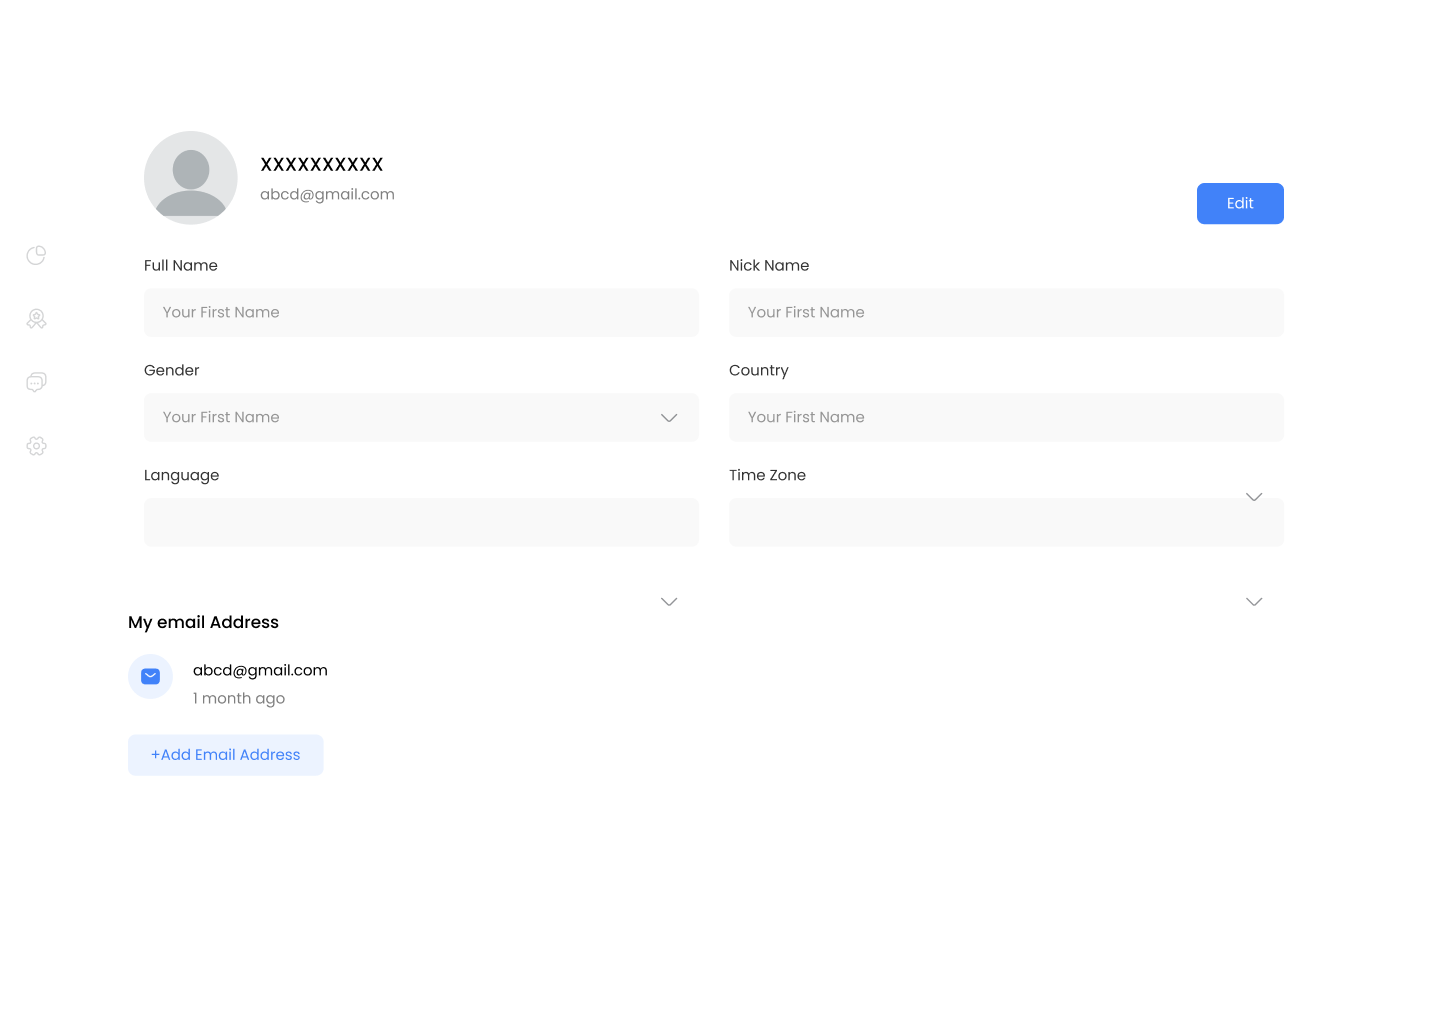 XXXXXXXXXX
abcd@gmail.com
Edit
Full Name
Nick Name
Your First Name
Your First Name
Gender
Country
Your First Name
Your First Name
Language
Time Zone
My email Address
abcd@gmail.com
1 month ago
+Add Email Address